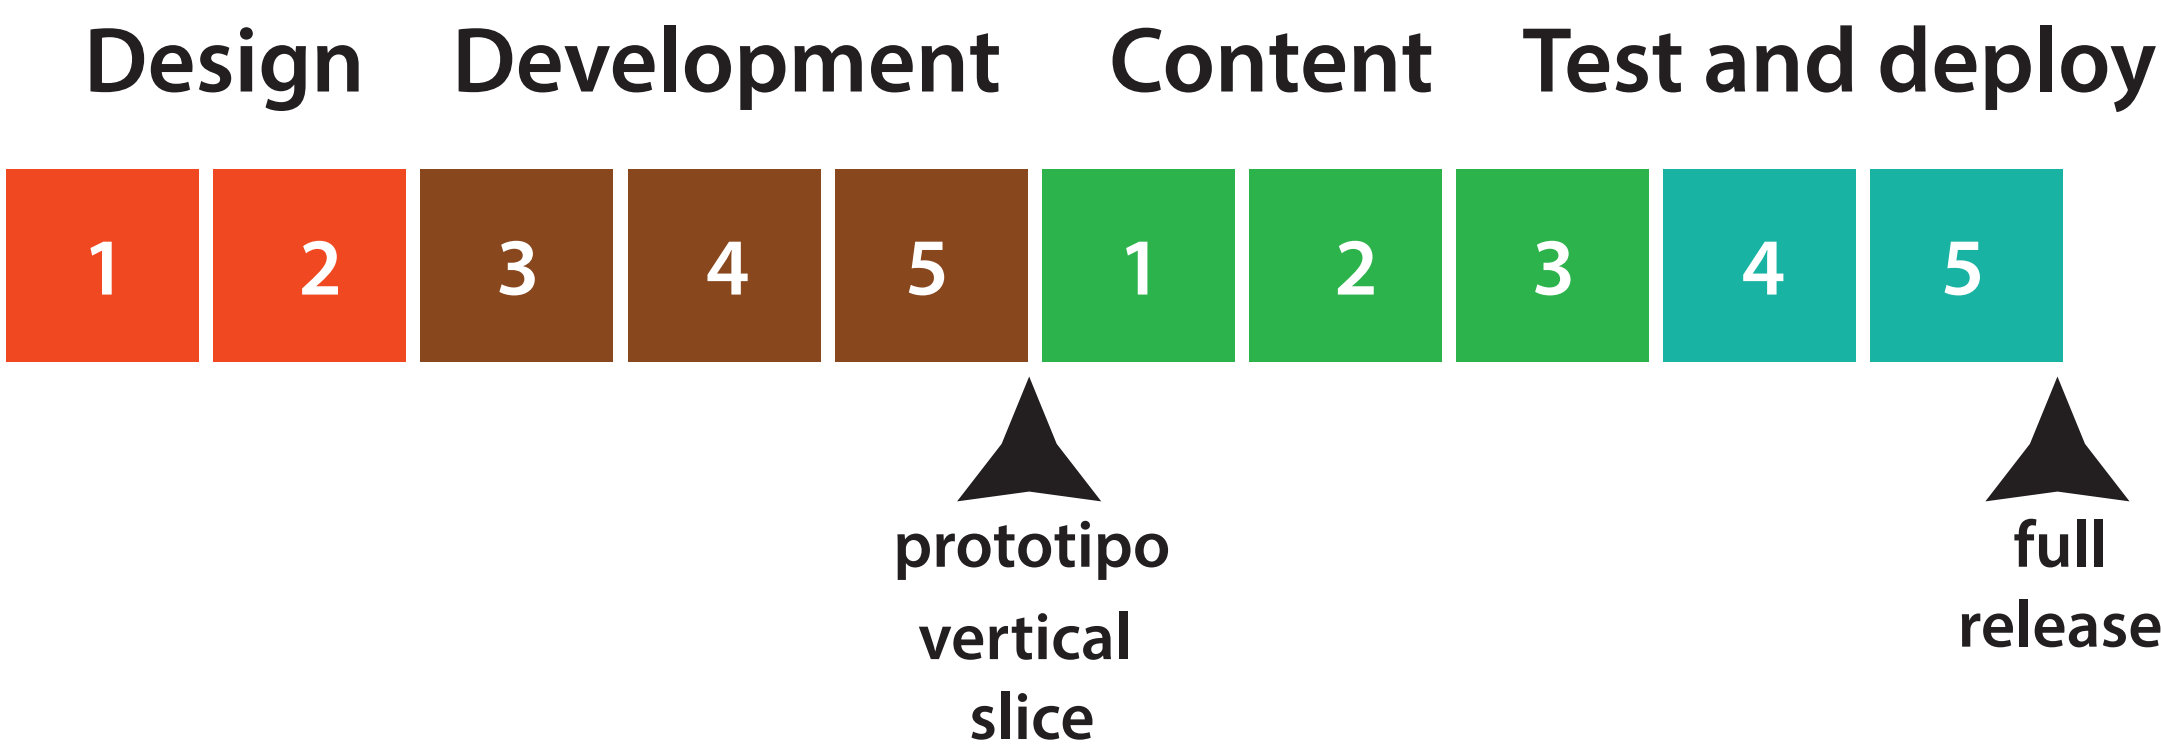 Design Development Content Test and deploy
1 2 3 4 5 1 2 3 4 5
prototipo
vertical
slice
full
release